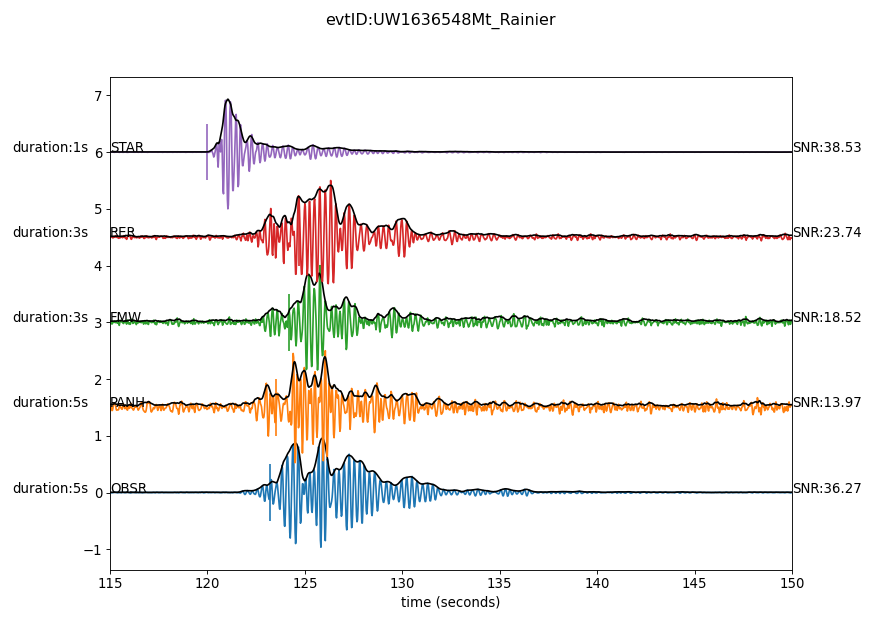 evtID:UW1636548Mt_Rainier
7
duration:1s 6 STAR SNR:38.53
5
duration:3s RER SNR:23.74
4
duration:3s 3 FMW SNR:18.52
2
duration:5s PANH SNR:13.97
1
duration:5s 0 OBSR SNR:36.27
−1
115 120 125 130 135 140 145 150
time (seconds)